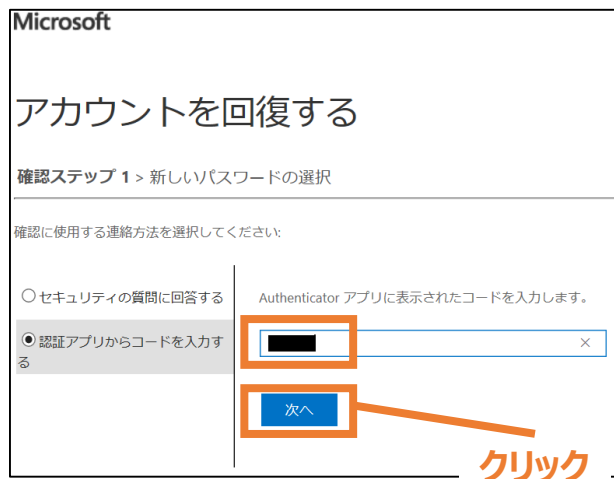 Microsoft
アカウントを回復する
確認ステップ 1 > 新しいパスワードの選択
確認に使用する連絡方法を選択してください:
セキュリティの質問に回答する
Authenticator アプリに表示されたコードを入力します。
認証アプリからコードを入力す
る
次へ
クリック